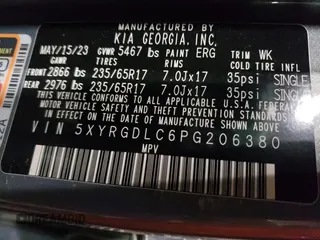 MANUFACTURED BY
KIA GEORGIA, INC.
MAY/15/23 GVWR 5467 lbs PAINT ERG TRIM WK
GAWR TIRES RIMS COLD TIRE INFL
FRONT 2866 lbs 235/65R17 7.0Jx17 35psi SINGLE
REAR 2976 lbs 235/65R17 7.0Jx17 35psi SINGLE
THIS VEHICLE CONFORMS TO ALL APPLICABLE
FEDERAL MOTOR VEHICLE SAFETY, BUMPER,
AND THEFT PREVENTION STANDARDS
IN EFFECT ON THE DATE OF
MANUFACTURE SHOWN ABOVE.
VIN 5XYRGDLC6PG206380
MPV